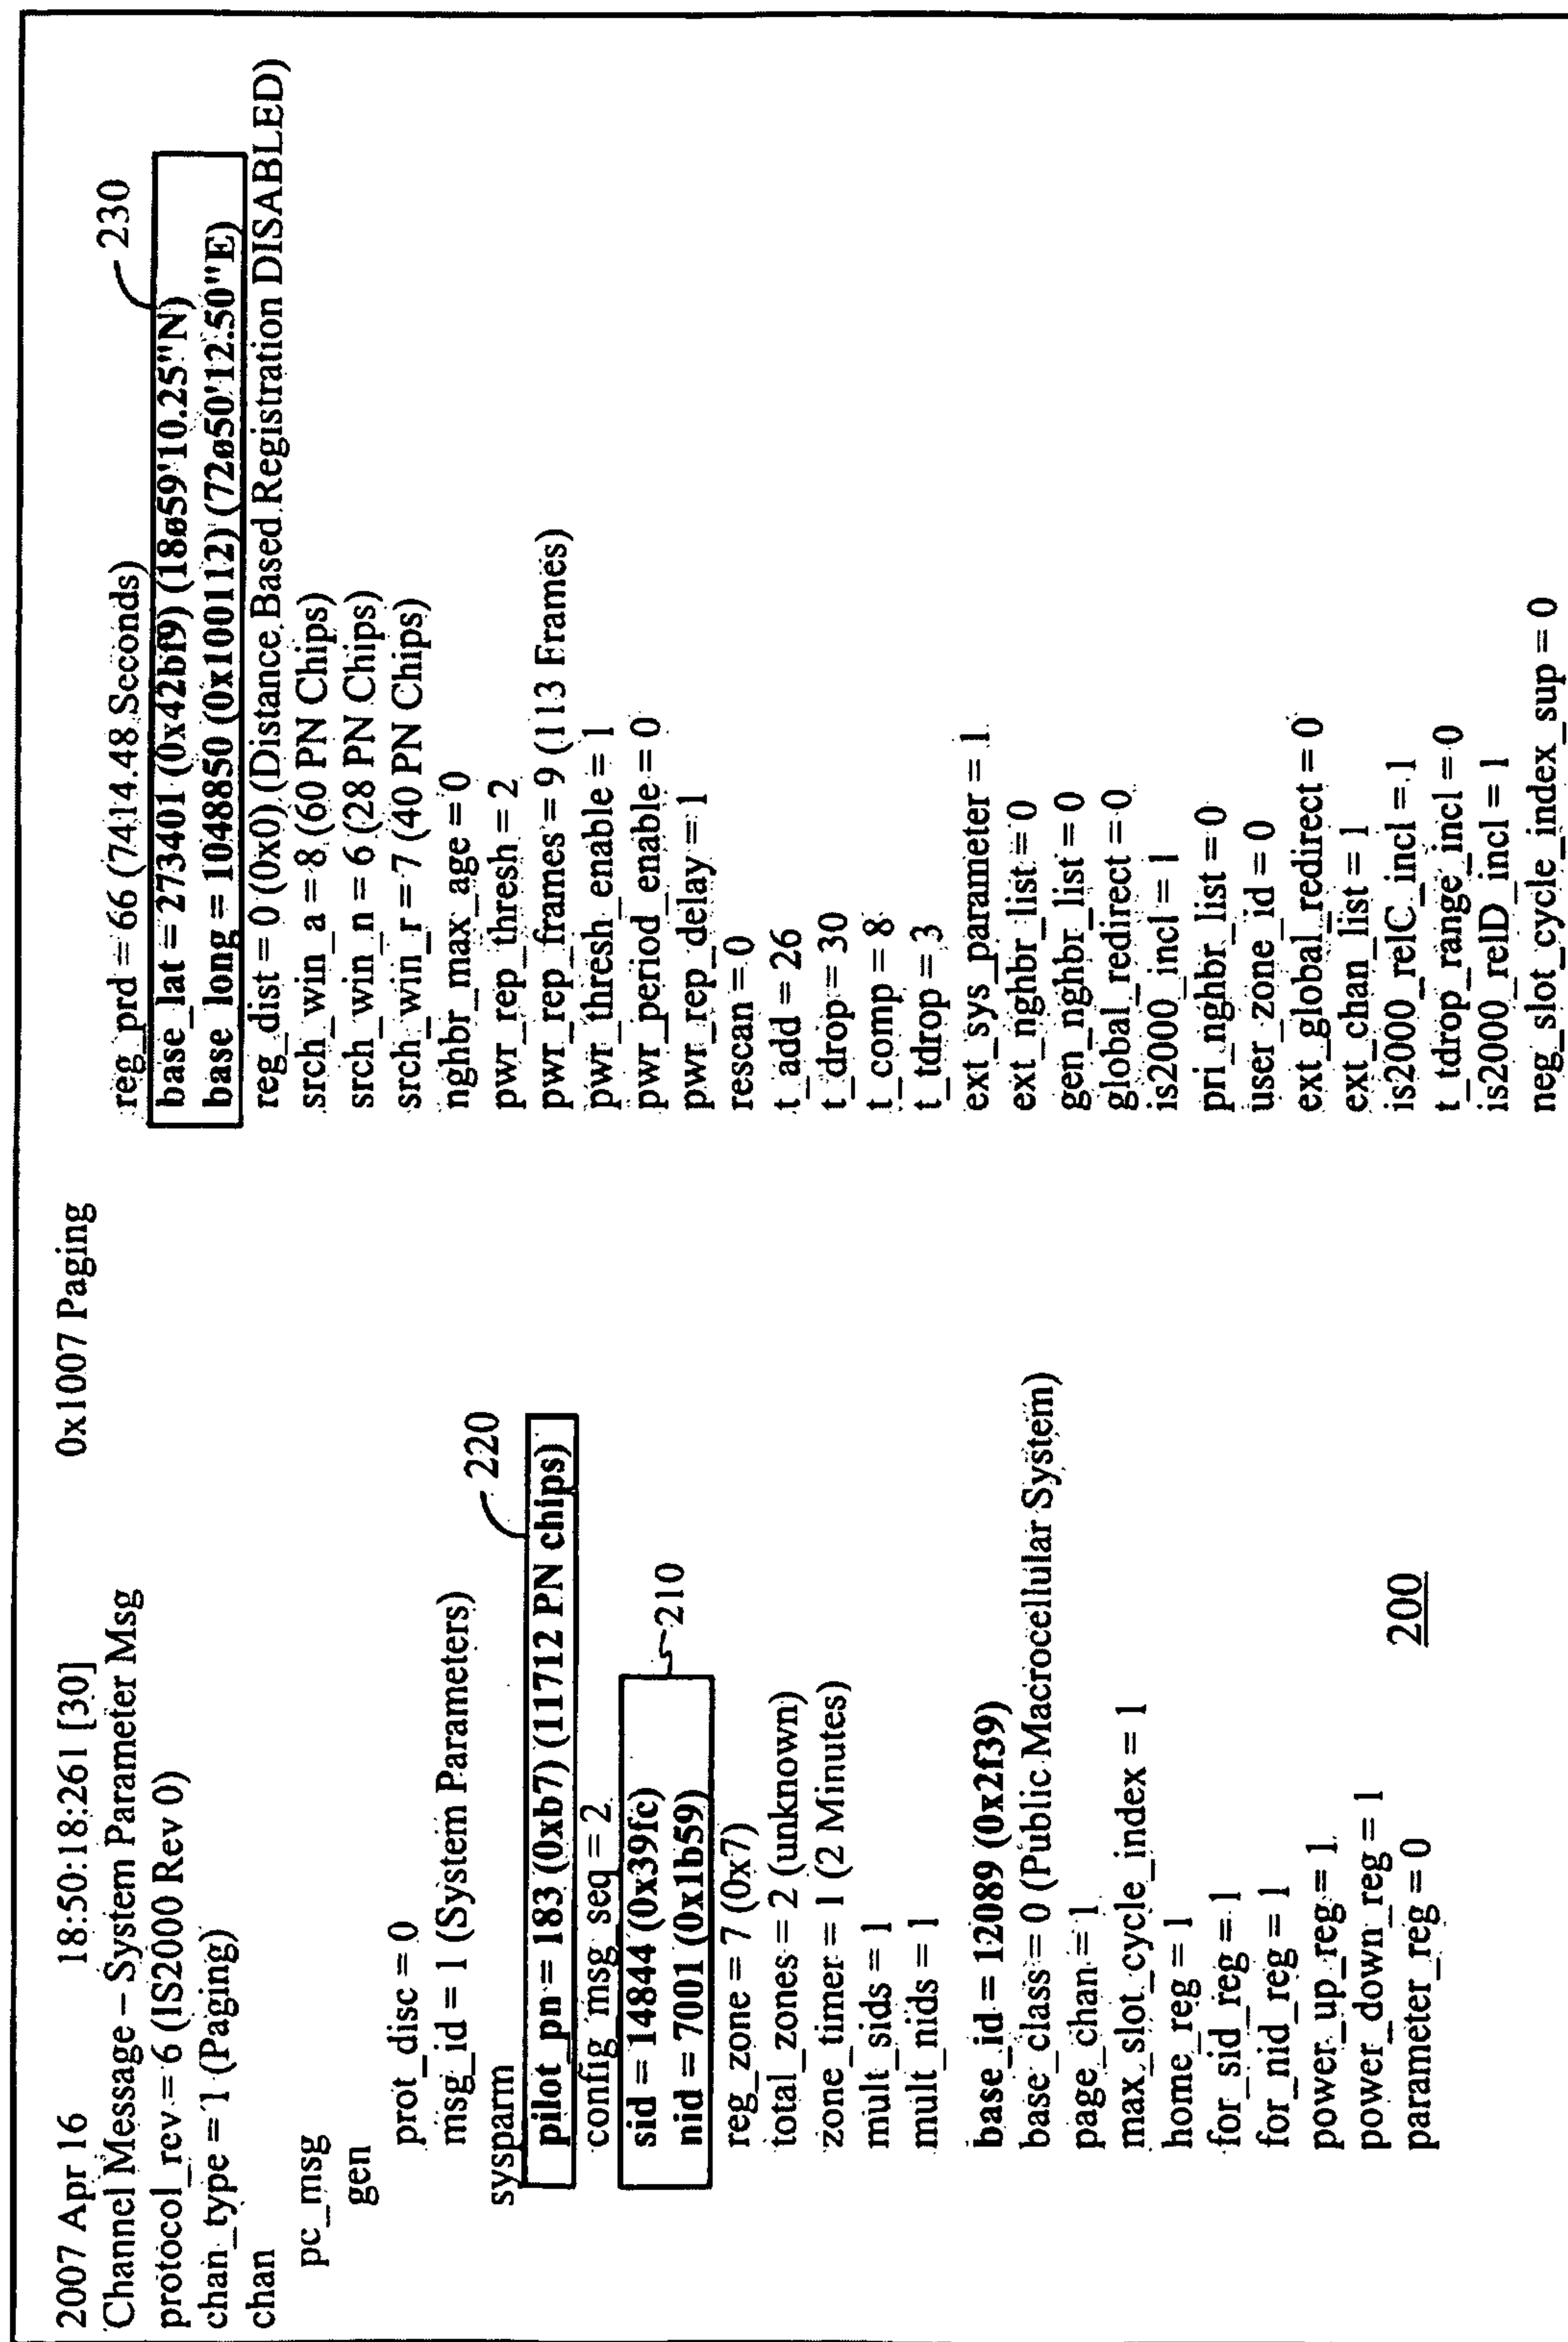 2007 Apr 16 18:50:18:261 [30] 0x1007 Paging
Channel Message – System Parameter Msg
protocol_rev = 6 (IS2000 Rev 0)
chan_type = 1 (Paging)
chan
pc_msg
gen
prot_disc = 0
msg_id = 1 (System Parameters)
sysparm
220
pilot_pn = 183 (0xb7) (11712 PN chips)
config_msg_seq = 2
sid = 14844 (0x39fc)
nid = 7001 (0x1b59)
210
reg_zone = 7 (0x7)
total_zones = 2 (unknown)
zone_timer = 1 (2 Minutes)
mult_sids = 1
mult_nids = 1
base_id = 12089 (0x2f39)
base_class = 0 (Public Macrocellular System)
page_chan = 1
max_slot_cycle_index = 1
home_reg = 1
for_sid_reg = 1
for_nid_reg = 1
power_up_reg = 1
power_down_reg = 1
parameter_reg = 0
200
reg_prd = 66 (7414.48 Seconds)
230
base_lat = 273401 (0x42bf9) (18ø59'10.25"N)
base_long = 1048850 (0x100112) (72ø50'12.50"E)
reg_dist = 0 (0x0) (Distance Based Registration DISABLED)
srch_win_a = 8 (60 PN Chips)
srch_win_n = 6 (28 PN Chips)
srch_win_r = 7 (40 PN Chips)
nghbr_max_age = 0
pwr_rep_thresh = 2
pwr_rep_frames = 9 (113 Frames)
pwr_thresh_enable = 1
pwr_period_enable = 0
pwr_rep_delay = 1
rescan = 0
t_add = 26
t_drop = 30
t_comp = 8
t_tdrop = 3
ext_sys_parameter = 1
ext_nghbr_list = 0
gen_nghbr_list = 0
global_redirect = 0
is2000_incl = 1
pri_nghbr_list = 0
user_zone_id = 0
ext_global_redirect = 0
ext_chan_list = 1
is2000_relC_incl = 1
t_tdrop_range_incl = 0
is2000_relD_incl = 1
neg_slot_cycle_index_sup = 0